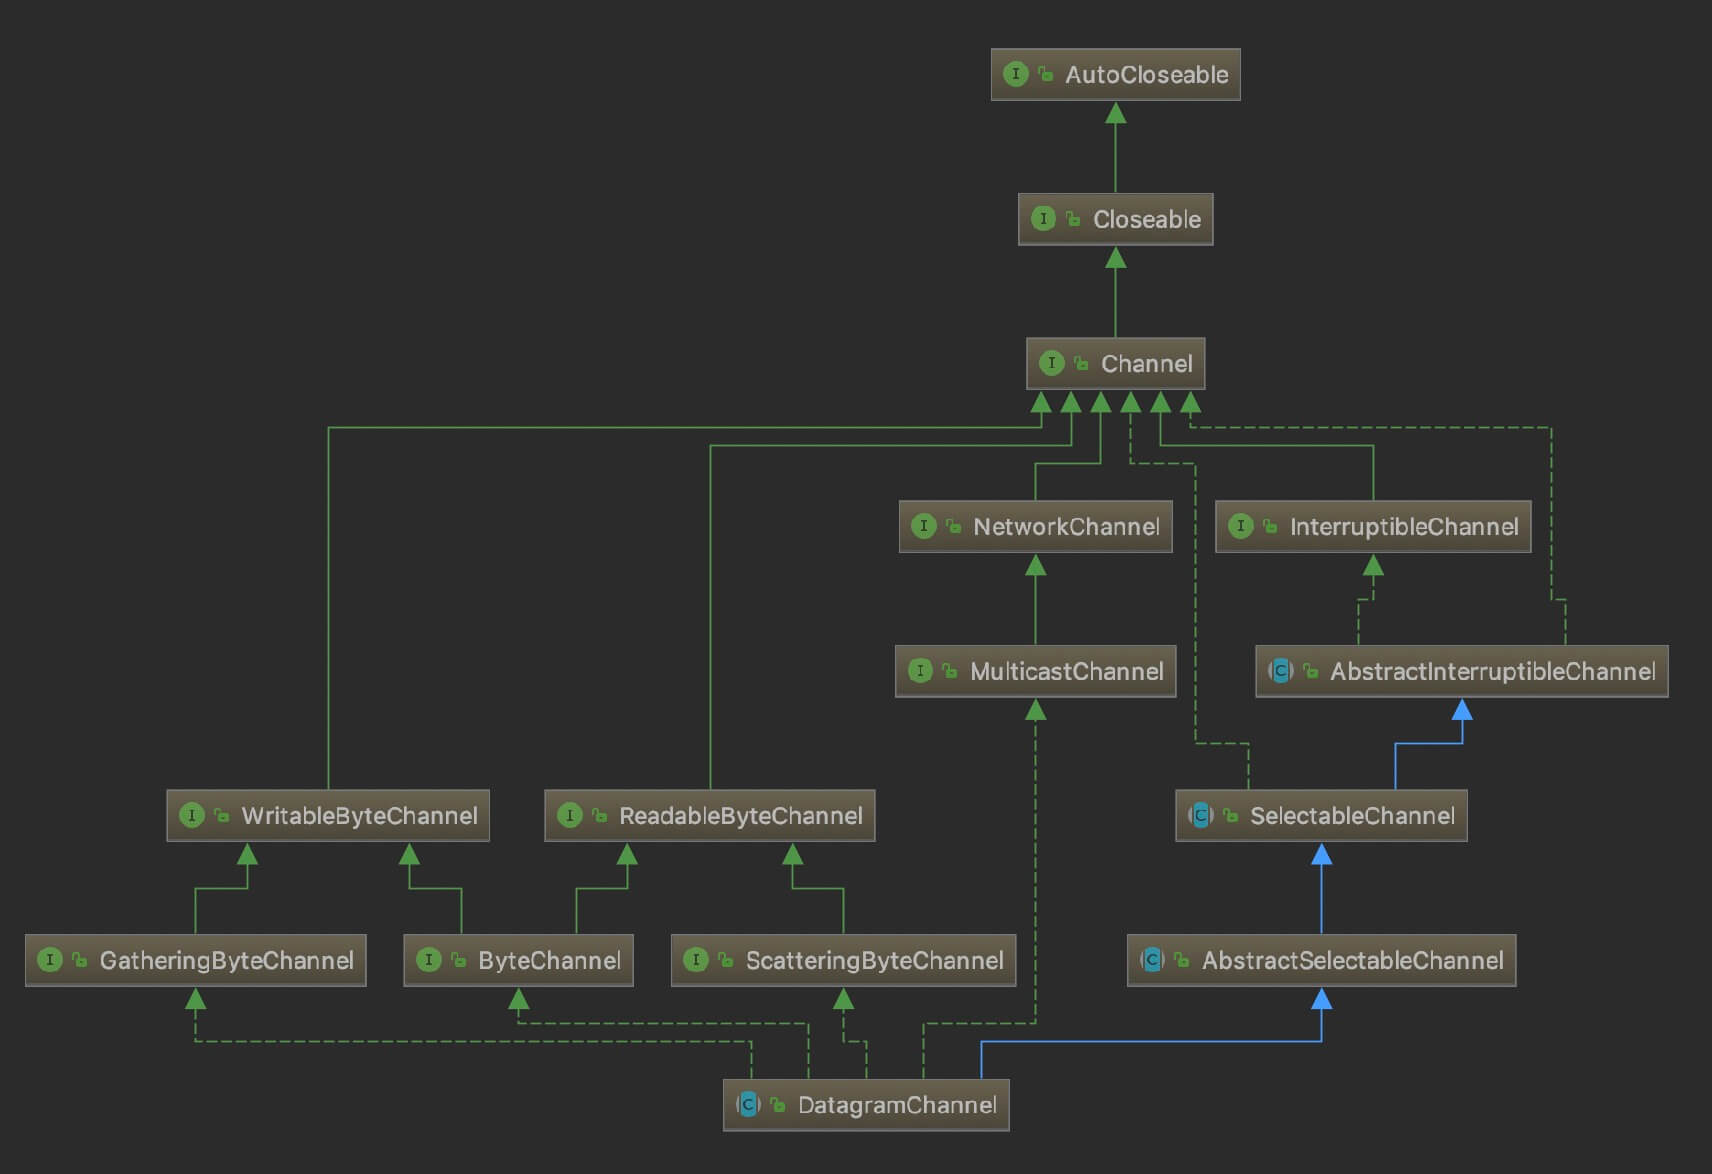 I AutoCloseable
I Closeable
I Channel
I NetworkChannel
I InterruptibleChannel
I MulticastChannel
C AbstractInterruptibleChannel
I WritableByteChannel
I ReadableByteChannel
C SelectableChannel
I GatheringByteChannel
I ByteChannel
I ScatteringByteChannel
C AbstractSelectableChannel
C DatagramChannel